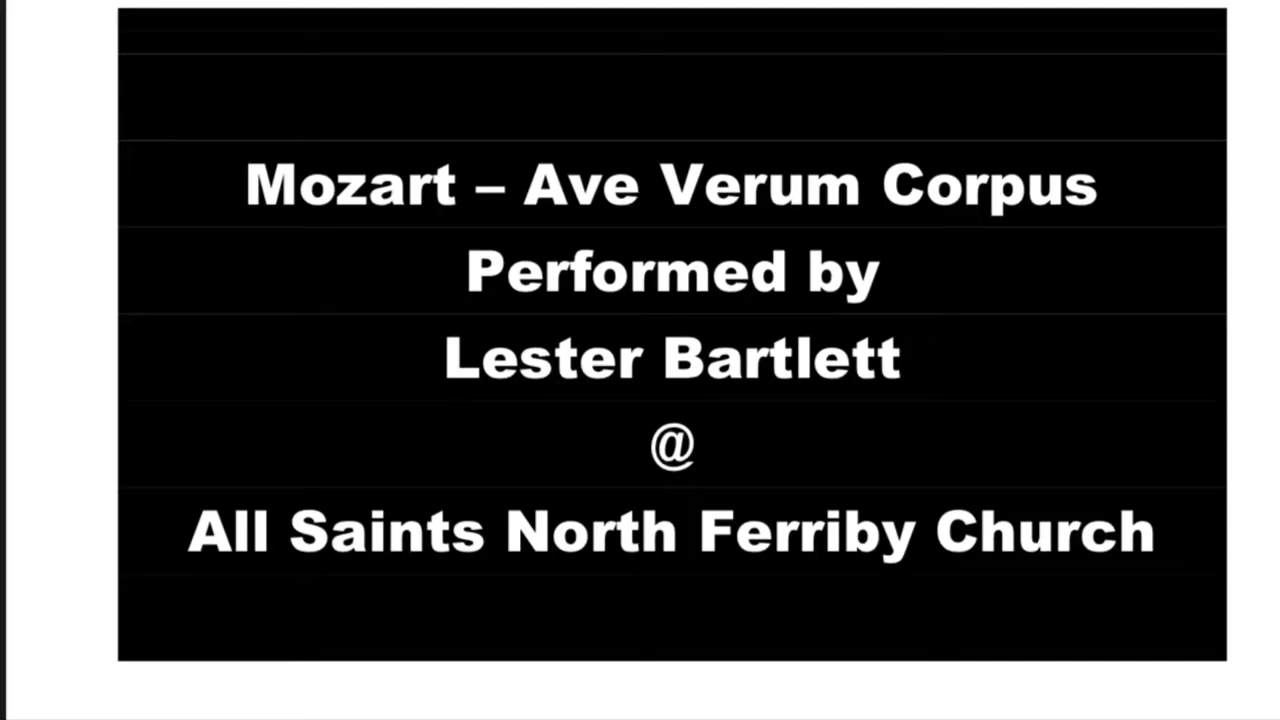 Mozart – Ave Verum Corpus
Performed by
Lester Bartlett
@
All Saints North Ferriby Church